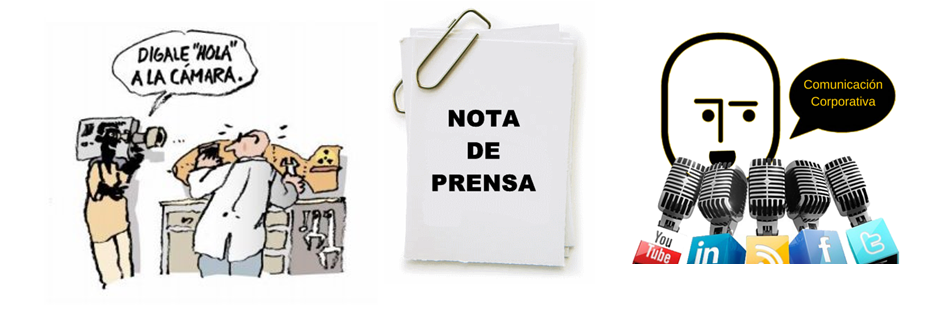 DIGALE "HOLA"
A LA CÁMARA.
NOTA
DE
PRENSA
Comunicación
Corporativa
You
Tube
in
f